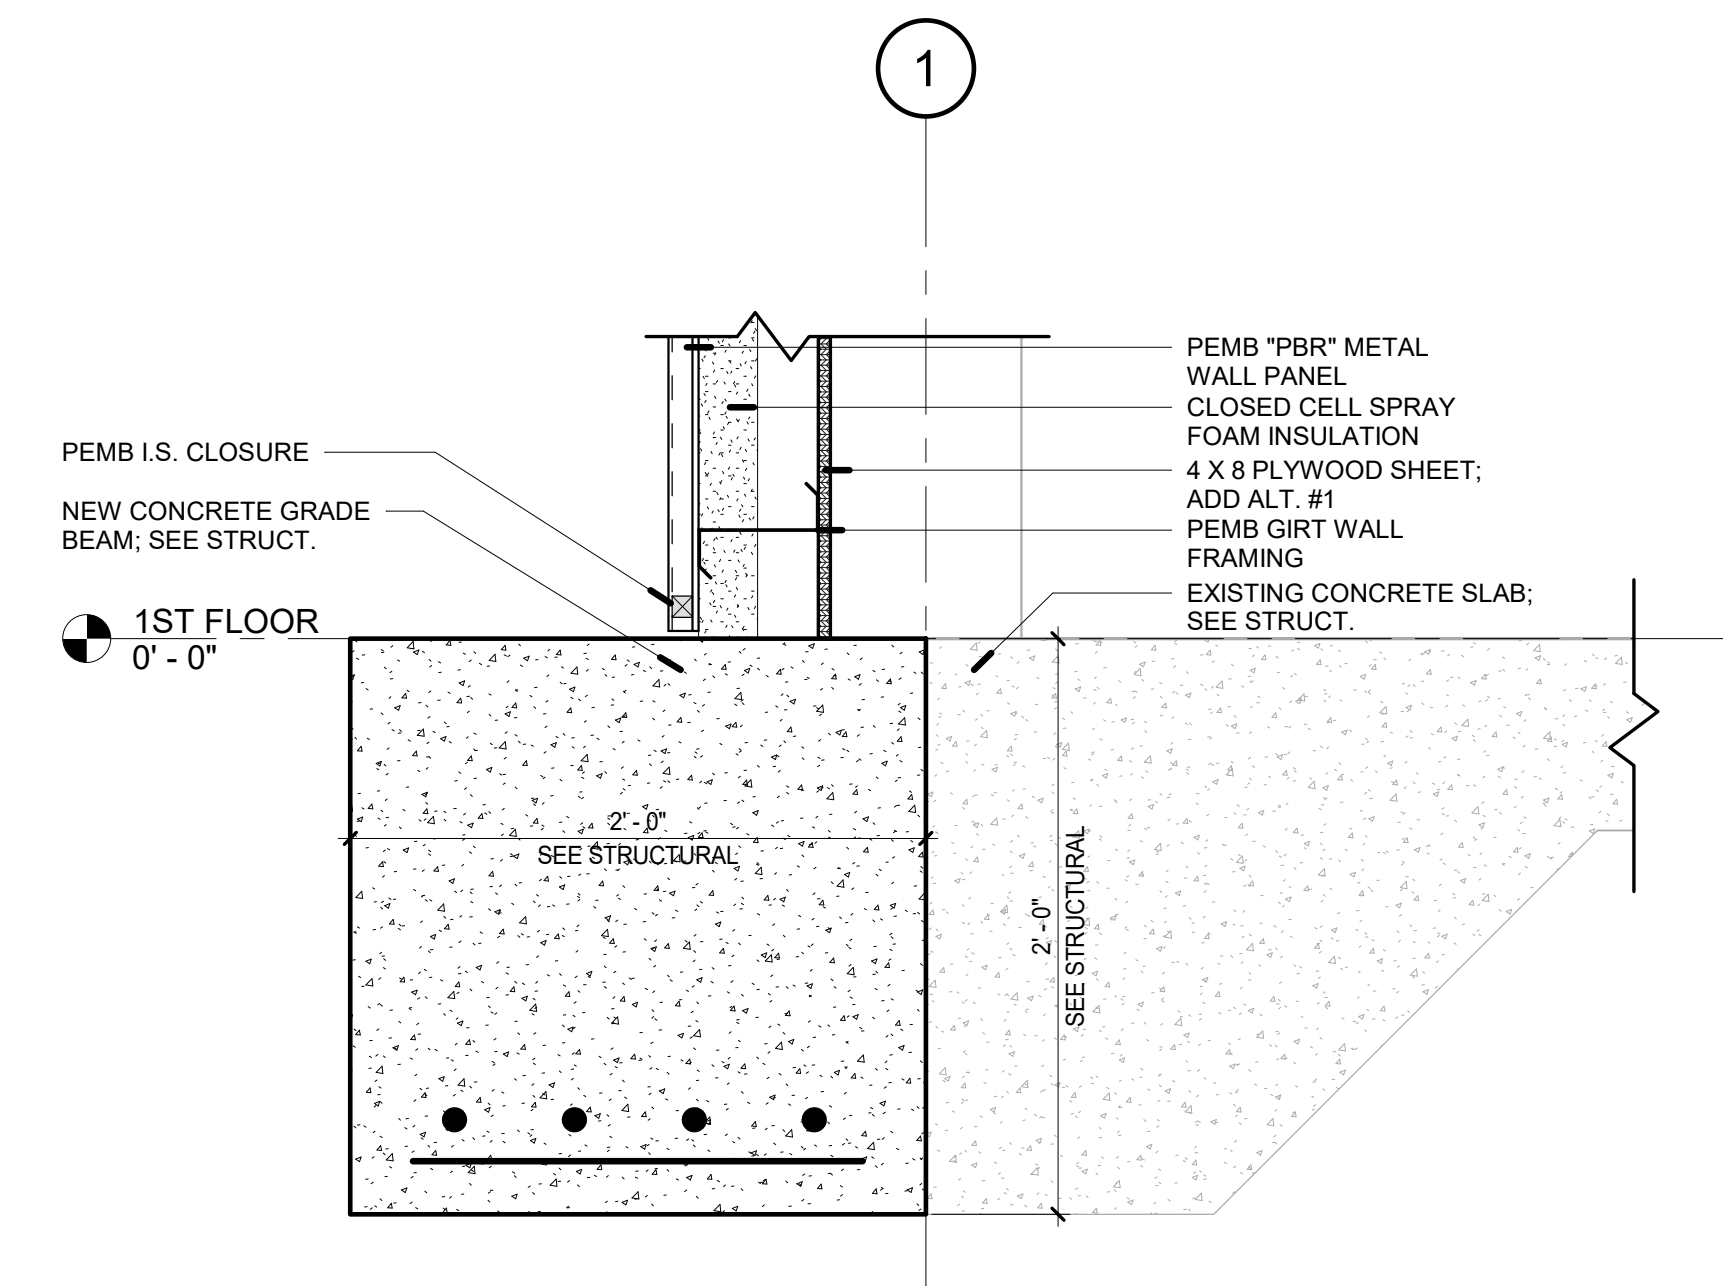 1
PEMB "PBR" METAL
WALL PANEL
CLOSED CELL SPRAY
FOAM INSULATION
4 X 8 PLYWOOD SHEET;
ADD ALT. #1
PEMB GIRT WALL
FRAMING
EXISTING CONCRETE SLAB;
SEE STRUCT.
PEMB I.S. CLOSURE
NEW CONCRETE GRADE
BEAM; SEE STRUCT.
1ST FLOOR
0' - 0"
2' - 0"
SEE STRUCTURAL
2' - 0"
SEE STRUCTURAL